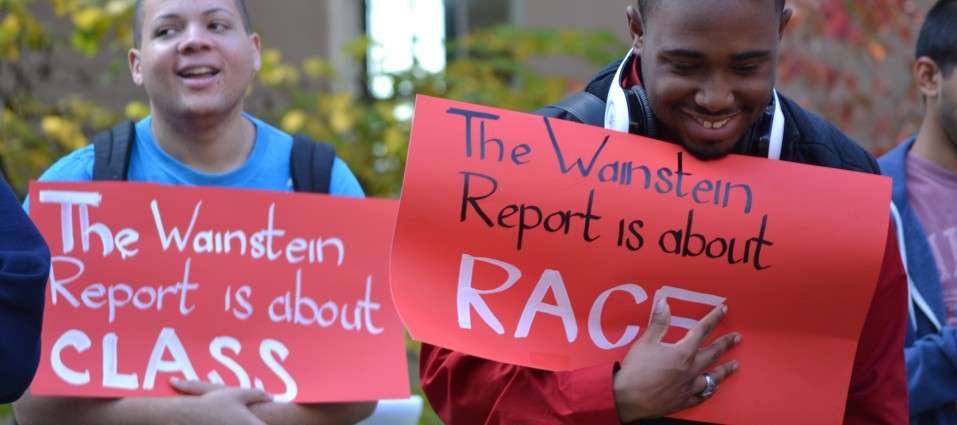 The Wainstein
Report is about
CLASS
The Wainstein
Report is about
RACE